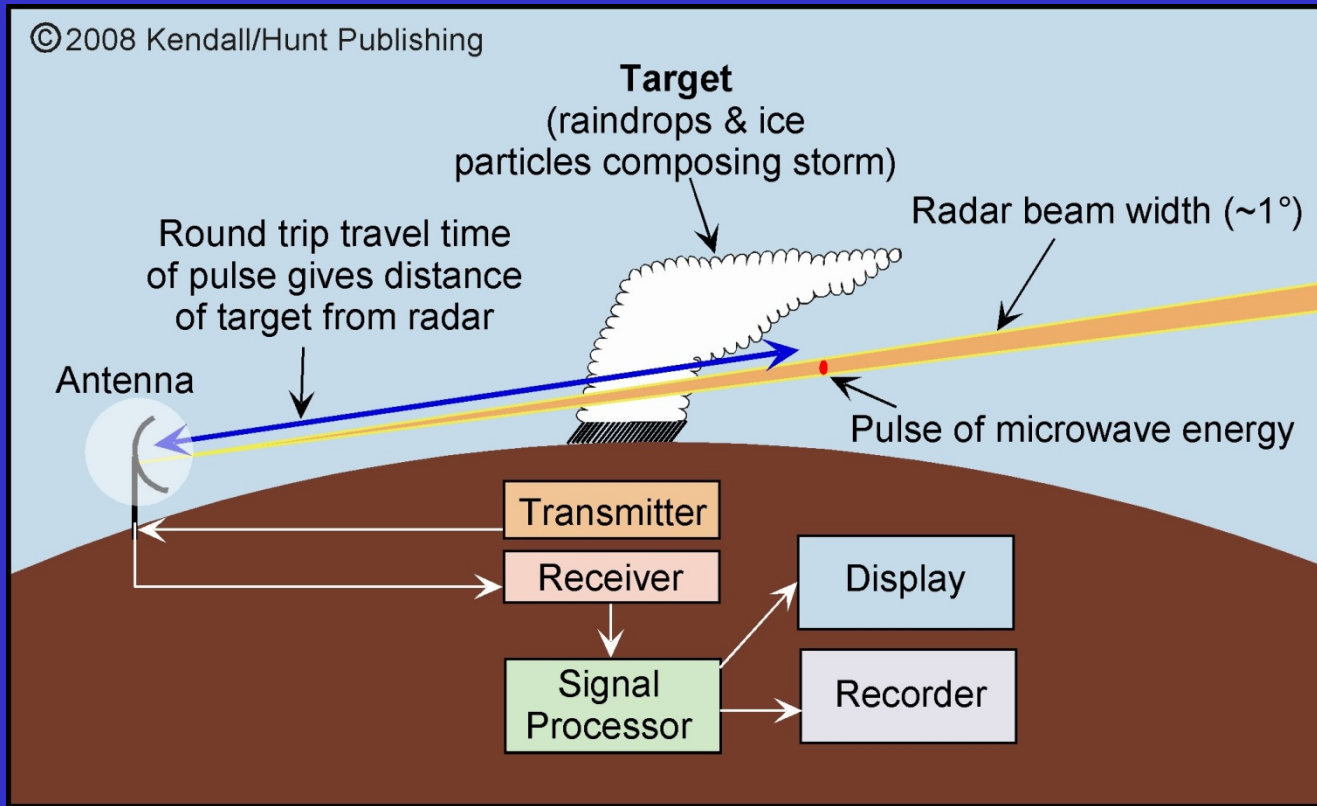 ©2008 Kendall/Hunt Publishing
Target
(raindrops & ice
particles composing storm)
Radar beam width (~1°)
Round trip travel time
of pulse gives distance
of target from radar
Antenna
Pulse of microwave energy
Transmitter
Receiver
Display
Signal
Processor
Recorder